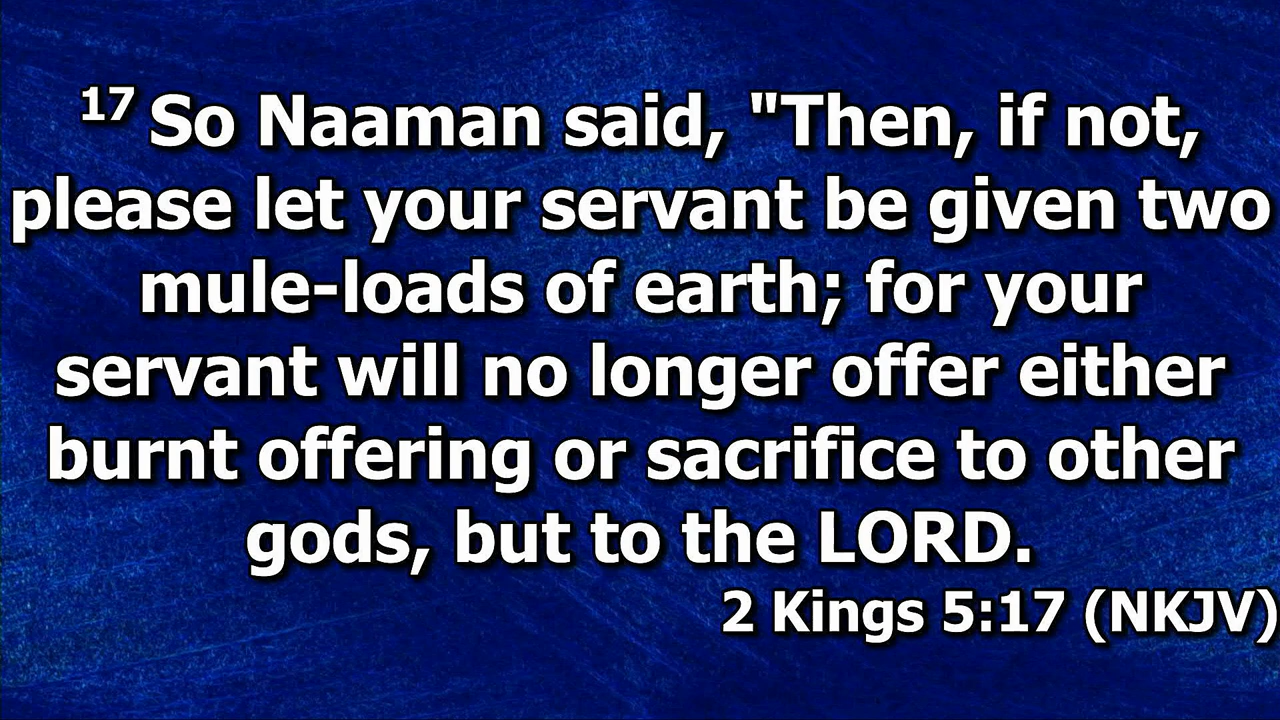 17 So Naaman said, "Then, if not,
please let your servant be given two
mule-loads of earth; for your
servant will no longer offer either
burnt offering or sacrifice to other
gods, but to the LORD.
2 Kings 5:17 (NKJV)